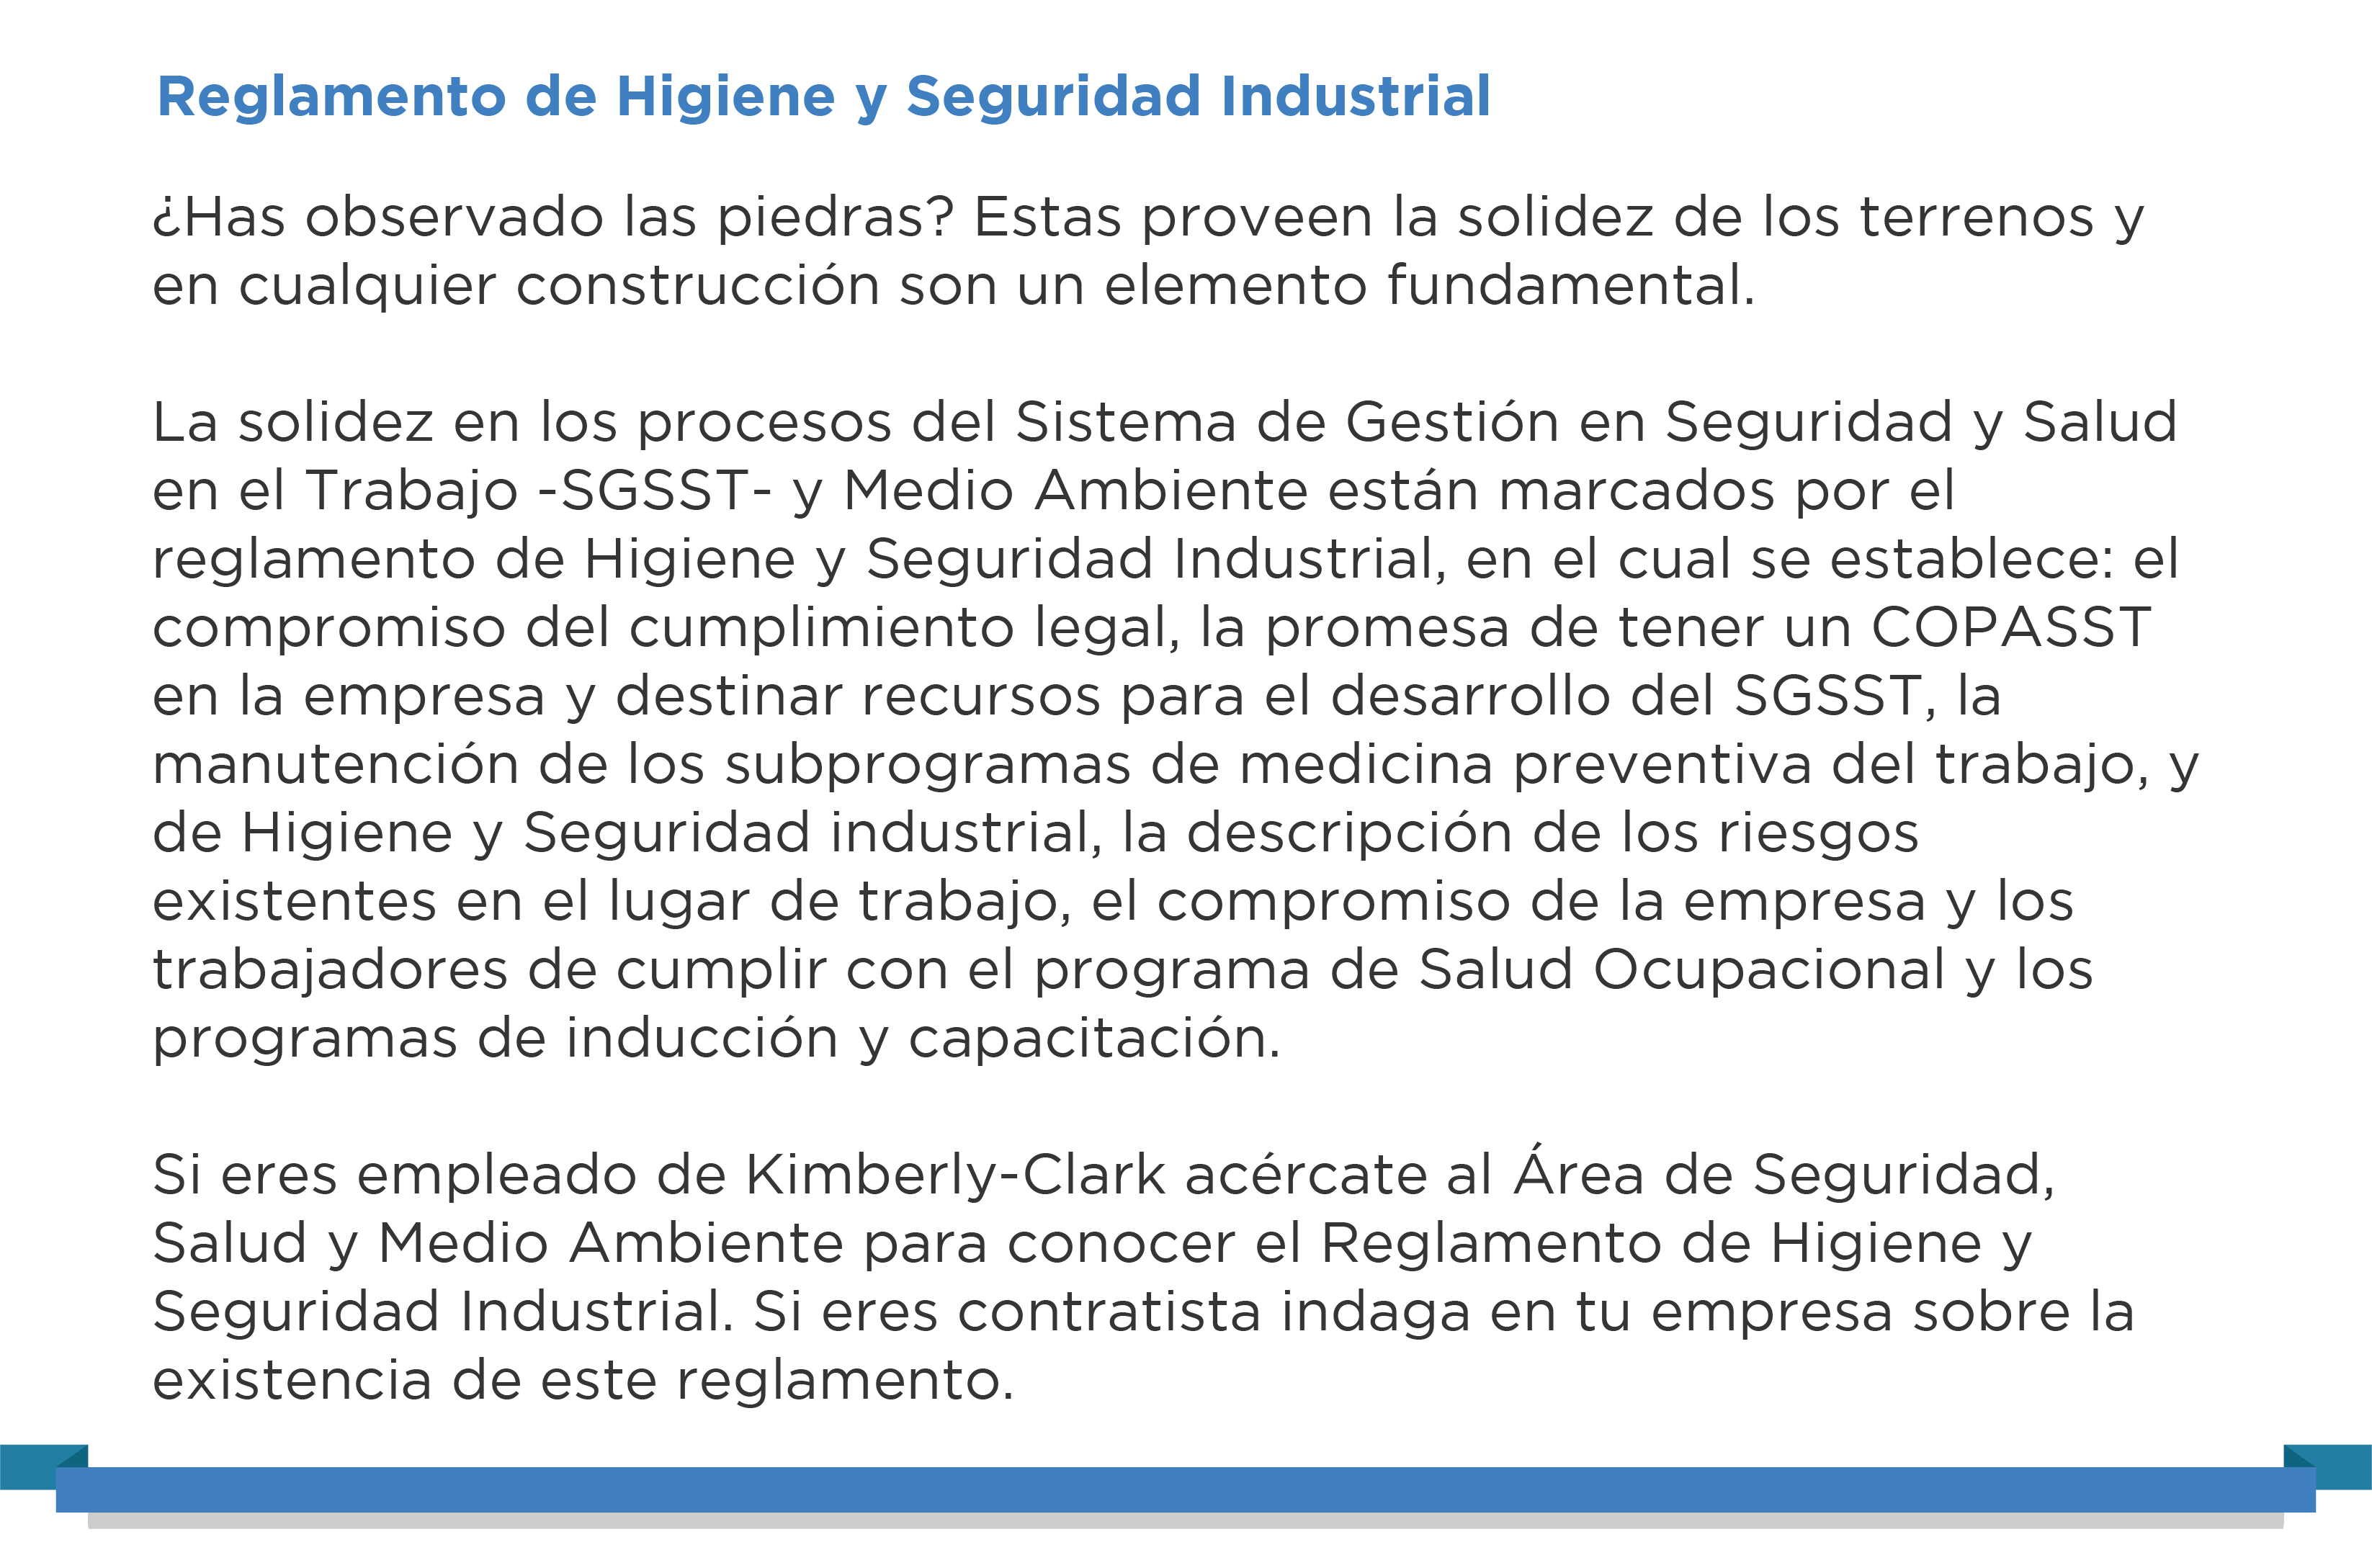 Reglamento de Higiene y Seguridad Industrial
¿Has observado las piedras? Estas proveen la solidez de los terrenos y
en cualquier construcción son un elemento fundamental.
La solidez en los procesos del Sistema de Gestión en Seguridad y Salud
en el Trabajo -SGSST- y Medio Ambiente están marcados por el
reglamento de Higiene y Seguridad Industrial, en el cual se establece: el
compromiso del cumplimiento legal, la promesa de tener un COPASST
en la empresa y destinar recursos para el desarrollo del SGSST, la
manutención de los subprogramas de medicina preventiva del trabajo, y
de Higiene y Seguridad industrial, la descripción de los riesgos
existentes en el lugar de trabajo, el compromiso de la empresa y los
trabajadores de cumplir con el programa de Salud Ocupacional y los
programas de inducción y capacitación.
Si eres empleado de Kimberly-Clark acércate al Área de Seguridad,
Salud y Medio Ambiente para conocer el Reglamento de Higiene y
Seguridad Industrial. Si eres contratista indaga en tu empresa sobre la
existencia de este reglamento.